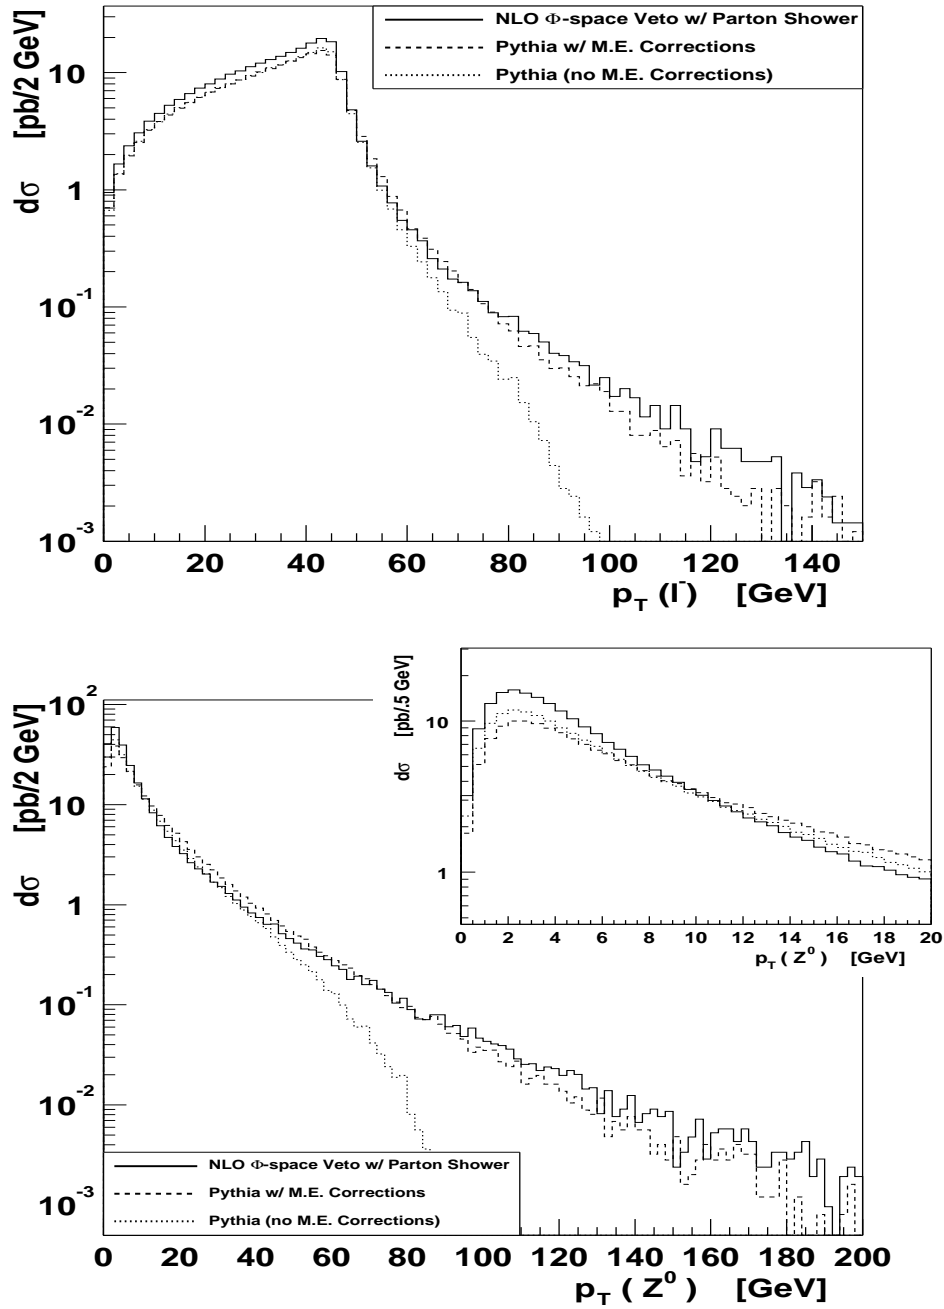 dσ [pb/2 GeV]
NLO Φ-space Veto w/ Parton Shower
Pythia w/ M.E. Corrections
Pythia (no M.E. Corrections)
10
1
10^-1
10^-2
10^-3
0 20 40 60 80 100 120 140
p_T (l^-) [GeV]
dσ [pb/.5 GeV]
10
1
0 2 4 6 8 10 12 14 16 18 20
p_T ( Z^0 ) [GeV]
dσ [pb/2 GeV]
10^2
10
1
10^-1
10^-2
10^-3
NLO Φ-space Veto w/ Parton Shower
Pythia w/ M.E. Corrections
Pythia (no M.E. Corrections)
0 20 40 60 80 100 120 140 160 180 200
p_T ( Z^0 ) [GeV]